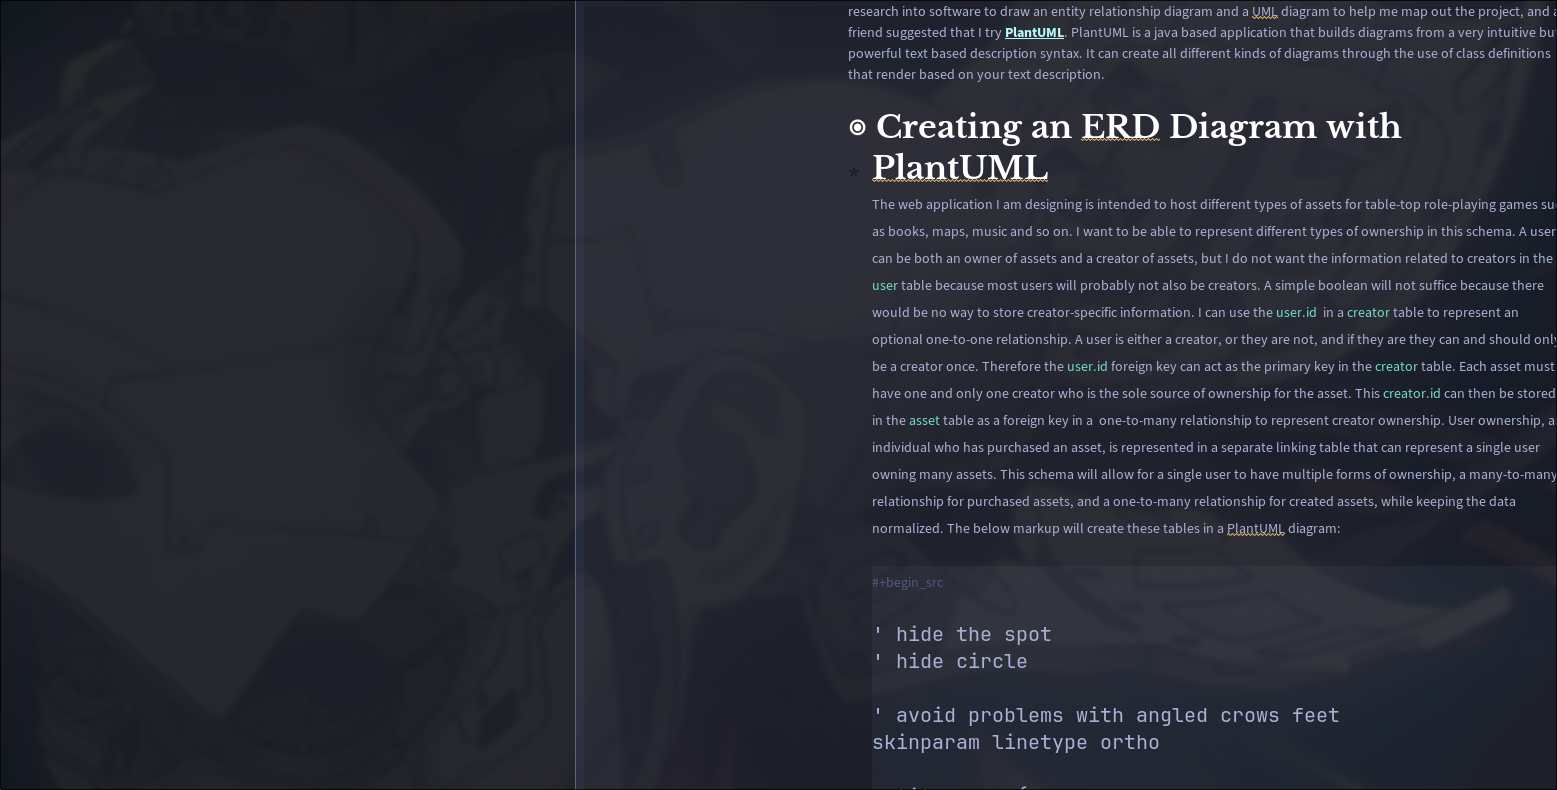 research into software to draw an entity relationship diagram and a UML diagram to help me map out the project, and a
friend suggested that I try PlantUML. PlantUML is a java based application that builds diagrams from a very intuitive bu
powerful text based description syntax. It can create all different kinds of diagrams through the use of class definitions
that render based on your text description.
◉ Creating an ERD Diagram with
* PlantUML
The web application I am designing is intended to host different types of assets for table-top role-playing games su
as books, maps, music and so on. I want to be able to represent different types of ownership in this schema. A user
can be both an owner of assets and a creator of assets, but I do not want the information related to creators in the
user table because most users will probably not also be creators. A simple boolean will not suffice because there
would be no way to store creator-specific information. I can use the user.id in a creator table to represent an
optional one-to-one relationship. A user is either a creator, or they are not, and if they are they can and should only
be a creator once. Therefore the user.id foreign key can act as the primary key in the creator table. Each asset must
have one and only one creator who is the sole source of ownership for the asset. This creator.id can then be stored
in the asset table as a foreign key in a one-to-many relationship to represent creator ownership. User ownership, a
individual who has purchased an asset, is represented in a separate linking table that can represent a single user
owning many assets. This schema will allow for a single user to have multiple forms of ownership, a many-to-many
relationship for purchased assets, and a one-to-many relationship for created assets, while keeping the data
normalized. The below markup will create these tables in a PlantUML diagram:
#+begin_src
' hide the spot
' hide circle
' avoid problems with angled crows feet
skinparam linetype ortho